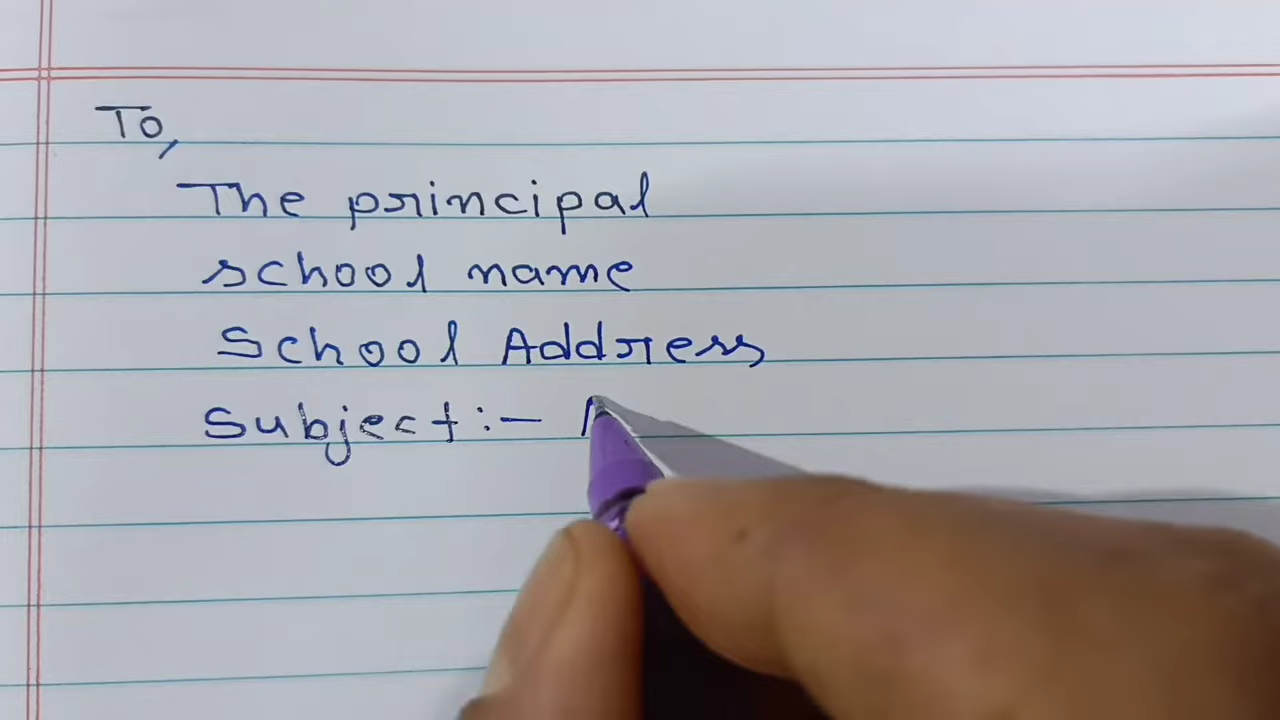 To,
The principal
school name
School Address
Subject:-